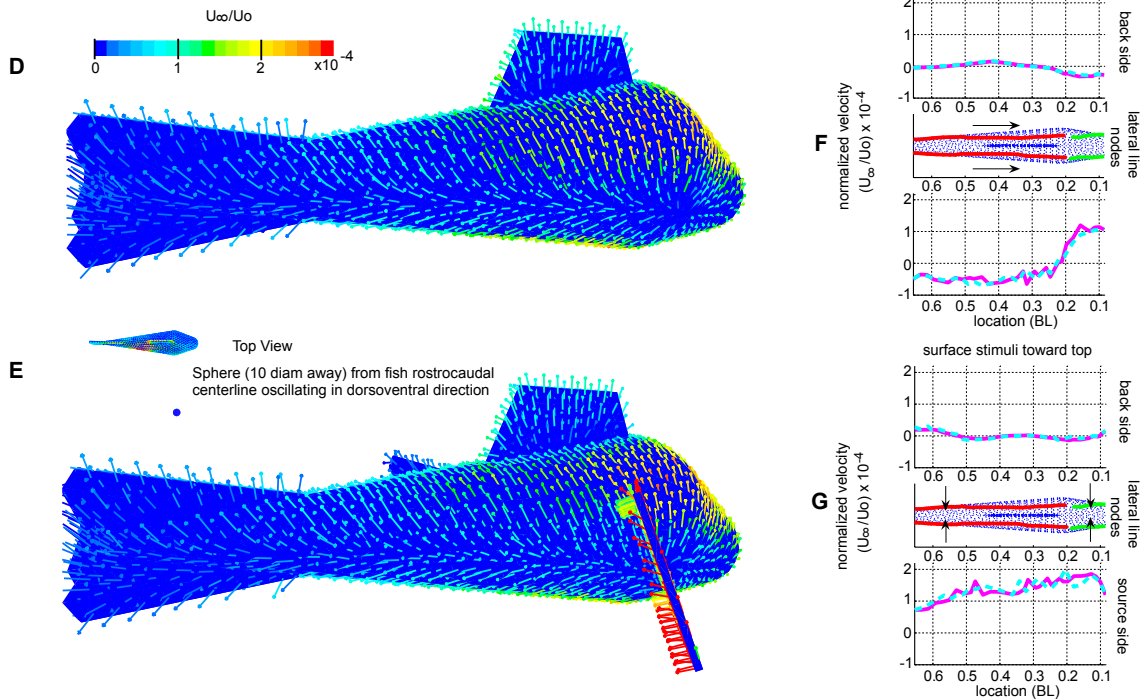 U∞/Uo
D
0
1
2
x10 -4
Top View
E
Sphere (10 diam away) from fish rostrocaudal
centerline oscillating in dorsoventral direction
2
1
0
-1
back side
0.6 0.5 0.4 0.3 0.2 0.1
F
normalized velocity
(U∞/Uo) x 10-4
lateral line
nodes
0.6 0.5 0.4 0.3 0.2 0.1
2
1
0
-1
0.6 0.5 0.4 0.3 0.2 0.1
location (BL)
surface stimuli toward top
2
1
0
-1
back side
0.6 0.5 0.4 0.3 0.2 0.1
G
normalized velocity
(U∞/Uo) x 10-4
lateral line
nodes
0.6 0.5 0.4 0.3 0.2 0.1
2
1
0
-1
source side
0.6 0.5 0.4 0.3 0.2 0.1
location (BL)